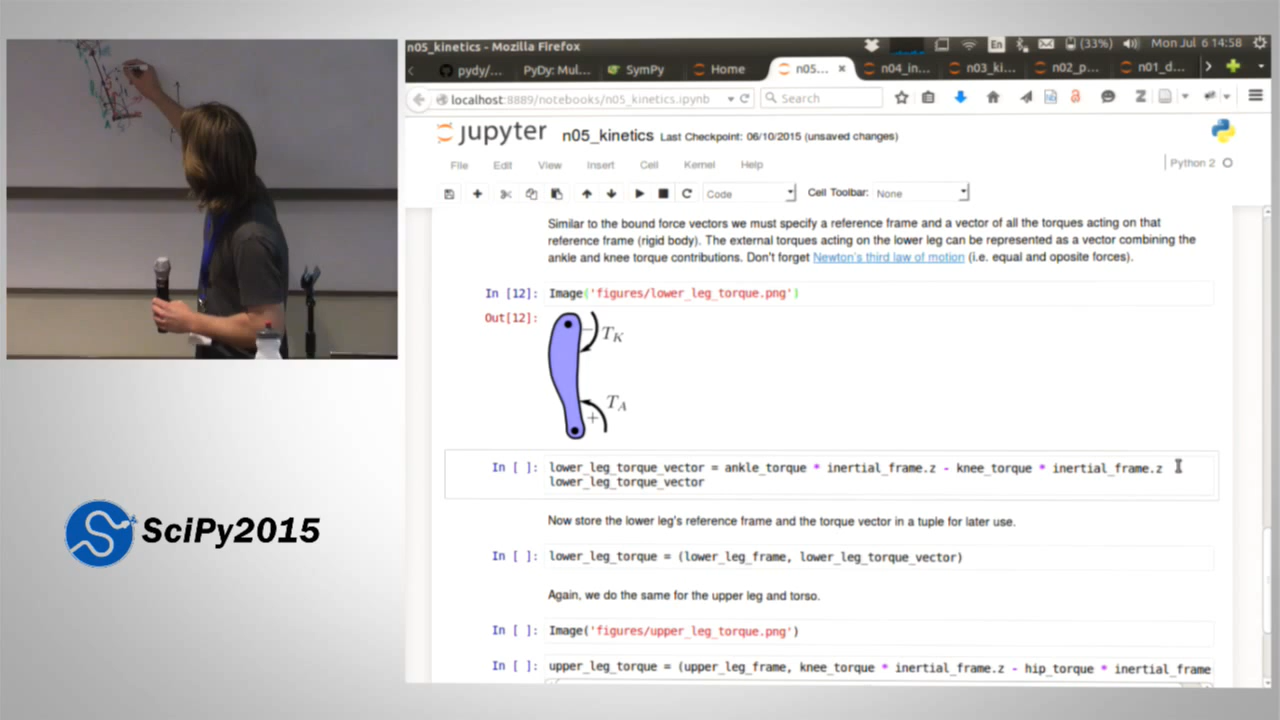 n05_kinetics - Mozilla Firefox
En
(33%)
Mon Jul 6 14:58
pydy/...
PyDy: Mul...
SymPy
Home
n05...
n04_in...
n03_ki...
n02_p...
n01_d...
localhost:8889/notebooks/n05_kinetics.ipynb
Search
jupyter n05_kinetics Last Checkpoint: 06/10/2015 (unsaved changes)
File Edit View Insert Cell Kernel Help
Python 2
Code
Cell Toolbar: None
Similar to the bound force vectors we must specify a reference frame and a vector of all the torques acting on that
reference frame (rigid body). The external torques acting on the lower leg can be represented as a vector combining the
ankle and knee torque contributions. Don't forget Newton's third law of motion (i.e. equal and oposite forces).
In [12]: Image('figures/lower_leg_torque.png')
Out[12]:
− T_K
T_A
+
In [ ]: lower_leg_torque_vector = ankle_torque * inertial_frame.z - knee_torque * inertial_frame.z
lower_leg_torque_vector
Now store the lower leg's reference frame and the torque vector in a tuple for later use.
In [ ]: lower_leg_torque = (lower_leg_frame, lower_leg_torque_vector)
Again, we do the same for the upper leg and torso.
In [ ]: Image('figures/upper_leg_torque.png')
In [ ]: upper_leg_torque = (upper_leg_frame, knee_torque * inertial_frame.z - hip_torque * inertial_frame
SciPy2015